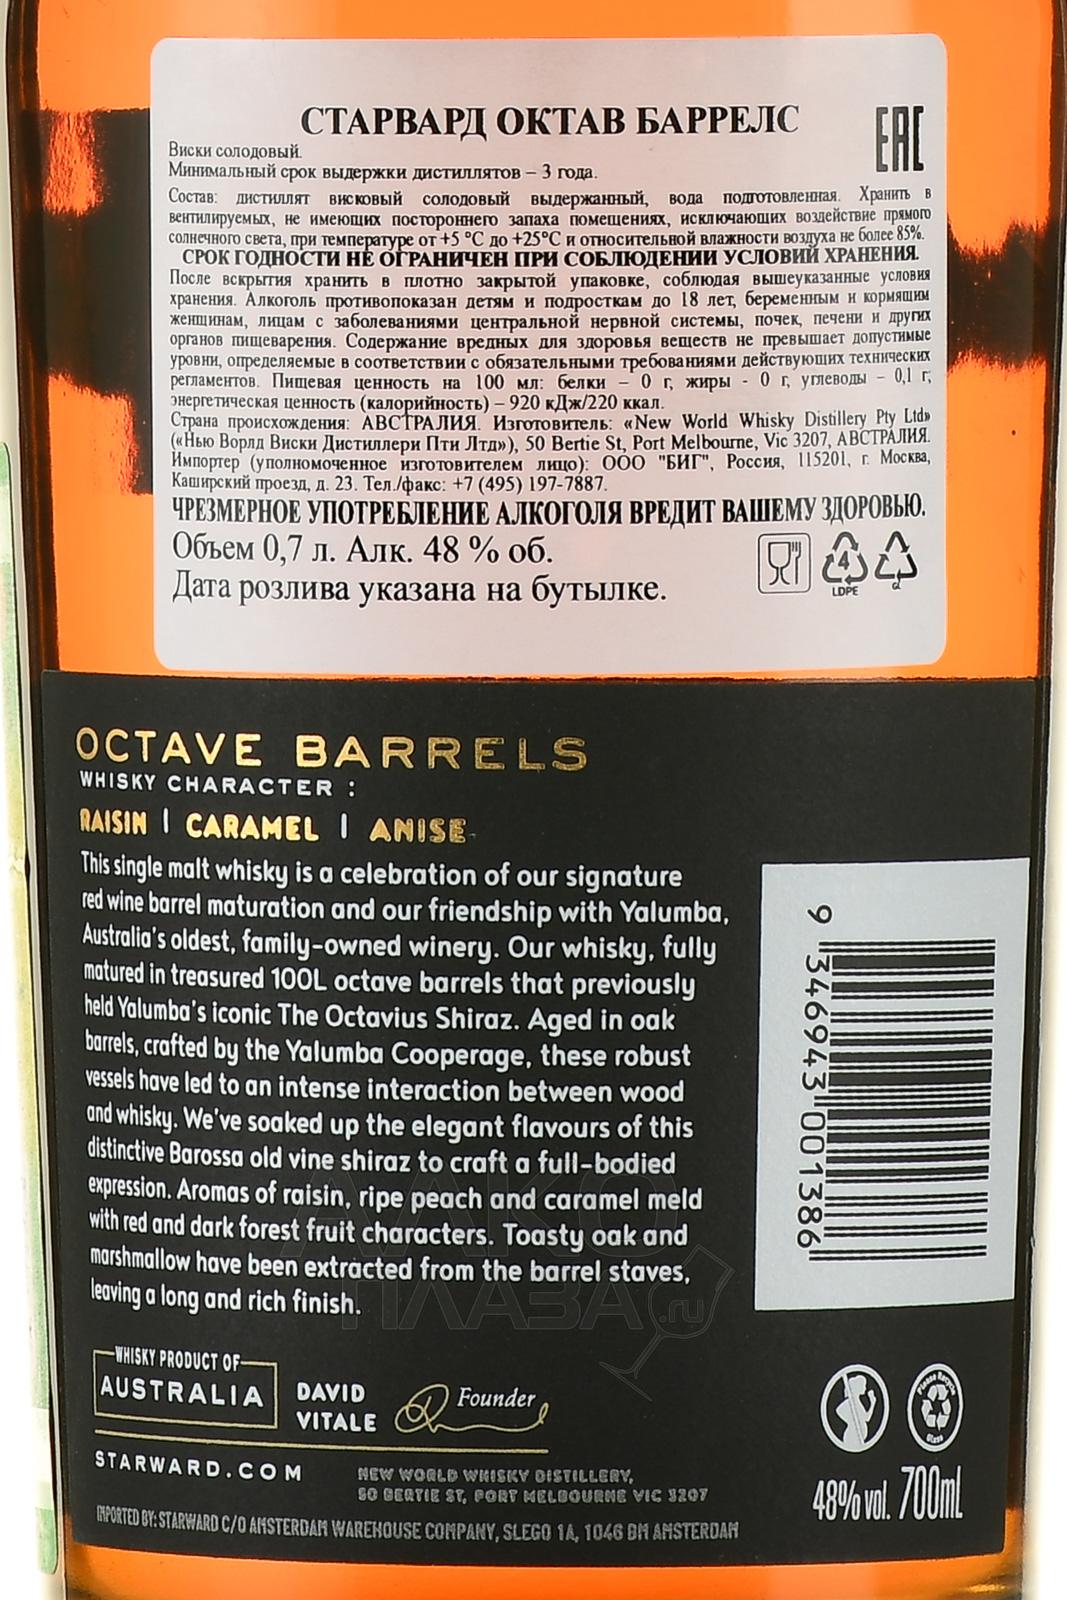 СТАРВАРД ОКТАВ БАРРЕЛС
EAC
Виски солодовый.
Минимальный срок выдержки дистиллятов – 3 года.
Состав: дистиллят висковый солодовый выдержанный, вода подготовленная. Хранить в
вентилируемых, не имеющих постороннего запаха помещениях, исключающих воздействие прямого
солнечного света, при температуре от +5 °С до +25°С и относительной влажности воздуха не более 85%.
СРОК ГОДНОСТИ НЕ ОГРАНИЧЕН ПРИ СОБЛЮДЕНИИ УСЛОВИЙ ХРАНЕНИЯ.
После вскрытия хранить в плотно закрытой упаковке, соблюдая вышеуказанные условия
хранения. Алкоголь противопоказан детям и подросткам до 18 лет, беременным и кормящим
женщинам, лицам с заболеваниями центральной нервной системы, почек, печени и других
органов пищеварения. Содержание вредных для здоровья веществ не превышает допустимые
уровни, определяемые в соответствии с обязательными требованиями действующих технических
регламентов. Пищевая ценность на 100 мл: белки – 0 г, жиры - 0 г, углеводы – 0,1 г;
энергетическая ценность (калорийность) – 920 кДж/220 ккал.
Страна происхождения: АВСТРАЛИЯ. Изготовитель: «New World Whisky Distillery Pty Ltd»
(«Нью Ворлд Виски Дистиллери Пти Лтд»), 50 Bertie St, Port Melbourne, Vic 3207, АВСТРАЛИЯ.
Импортер (уполномоченное изготовителем лицо): ООО "БИГ", Россия, 115201, г. Москва,
Каширский проезд, д. 23. Тел./факс: +7 (495) 197-7887.
ЧРЕЗМЕРНОЕ УПОТРЕБЛЕНИЕ АЛКОГОЛЯ ВРЕДИТ ВАШЕМУ ЗДОРОВЬЮ.
Объем 0,7 л. Алк. 48 % об.
Дата розлива указана на бутылке.
4
LDPE
OCTAVE BARRELS
WHISKY CHARACTER :
RAISIN | CARAMEL | ANISE
This single malt whisky is a celebration of our signature
red wine barrel maturation and our friendship with Yalumba,
Australia's oldest, family-owned winery. Our whisky, fully
matured in treasured 100L octave barrels that previously
held Yalumba's iconic The Octavius Shiraz. Aged in oak
barrels, crafted by the Yalumba Cooperage, these robust
vessels have led to an intense interaction between wood
and whisky. We've soaked up the elegant flavours of this
distinctive Barossa old vine shiraz to craft a full-bodied
expression. Aromas of raisin, ripe peach and caramel meld
with red and dark forest fruit characters. Toasty oak and
marshmallow have been extracted from the barrel staves,
leaving a long and rich finish.
9 346943 001386
АЛКО
ПЛАЗА.ru
WHISKY PRODUCT OF
AUSTRALIA
DAVID
VITALE
Founder
Please Recycle
Glass
STARWARD.COM
NEW WORLD WHISKY DISTILLERY,
50 BERTIE ST, PORT MELBOURNE VIC 3207
IMPORTED BY: STARWARD C/O AMSTERDAM WAREHOUSE COMPANY, SLEGO 1A, 1046 BM AMSTERDAM
48% vol. 700mL